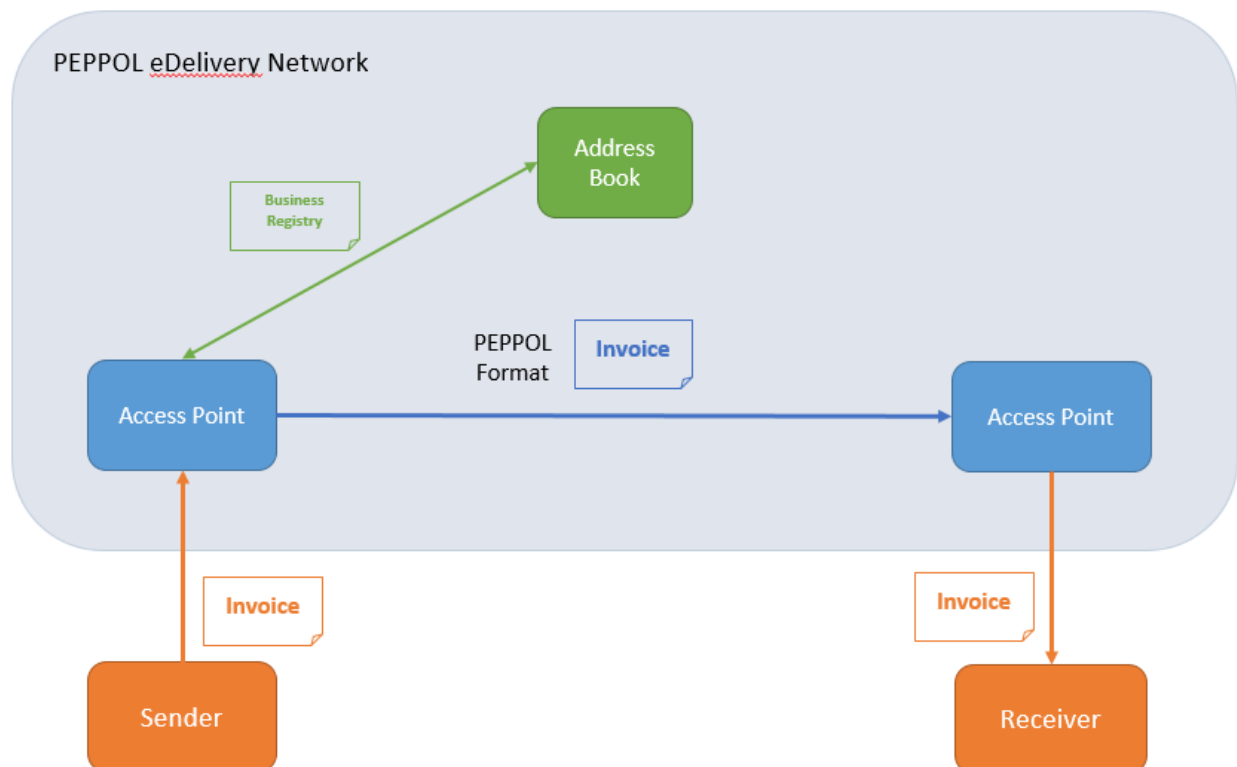 PEPPOL eDelivery Network
Address
Book
Business
Registry
PEPPOL
Format
Invoice
Access Point
Access Point
Invoice
Invoice
Sender
Receiver